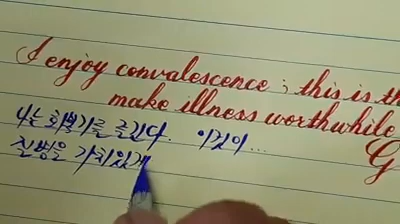 I enjoy convalescence ; this is th
make illness worthwhile
나는 회복기를 즐긴다. 이것이...
G
질병을 가치있게